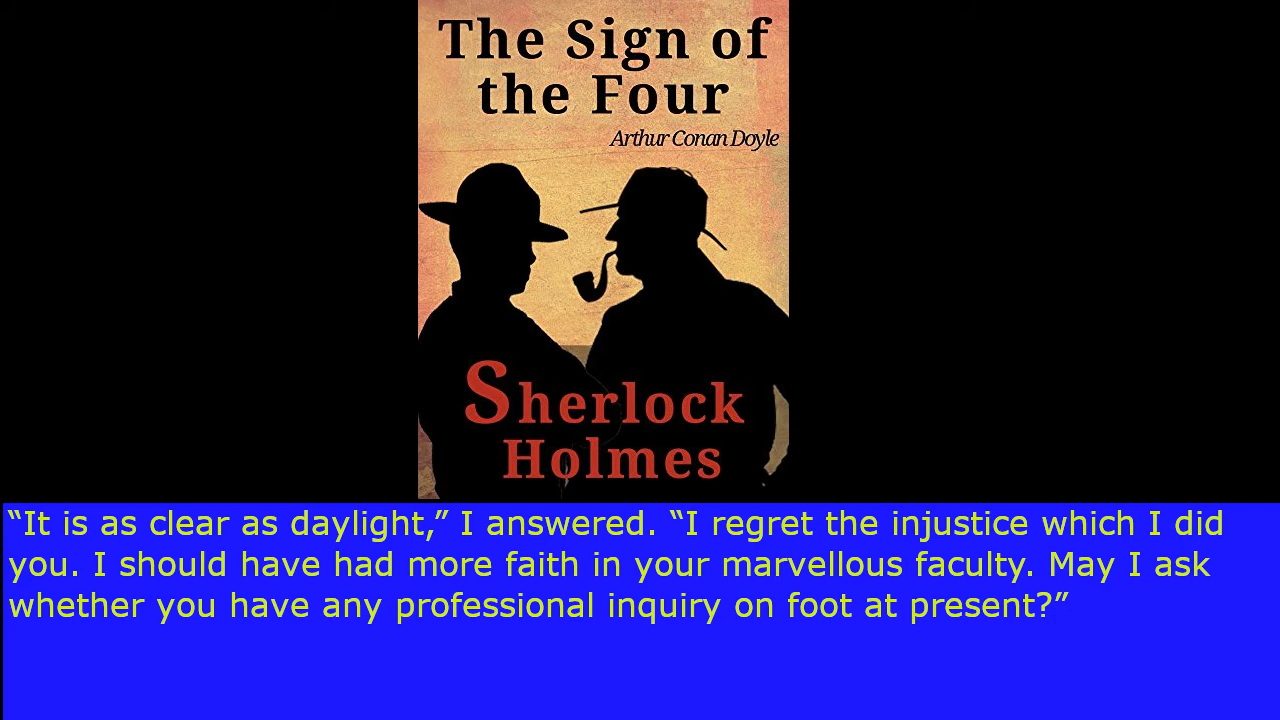 The Sign of
the Four
Arthur Conan Doyle
Sherlock
Holmes
“It is as clear as daylight,” I answered. “I regret the injustice which I did
you. I should have had more faith in your marvellous faculty. May I ask
whether you have any professional inquiry on foot at present?”